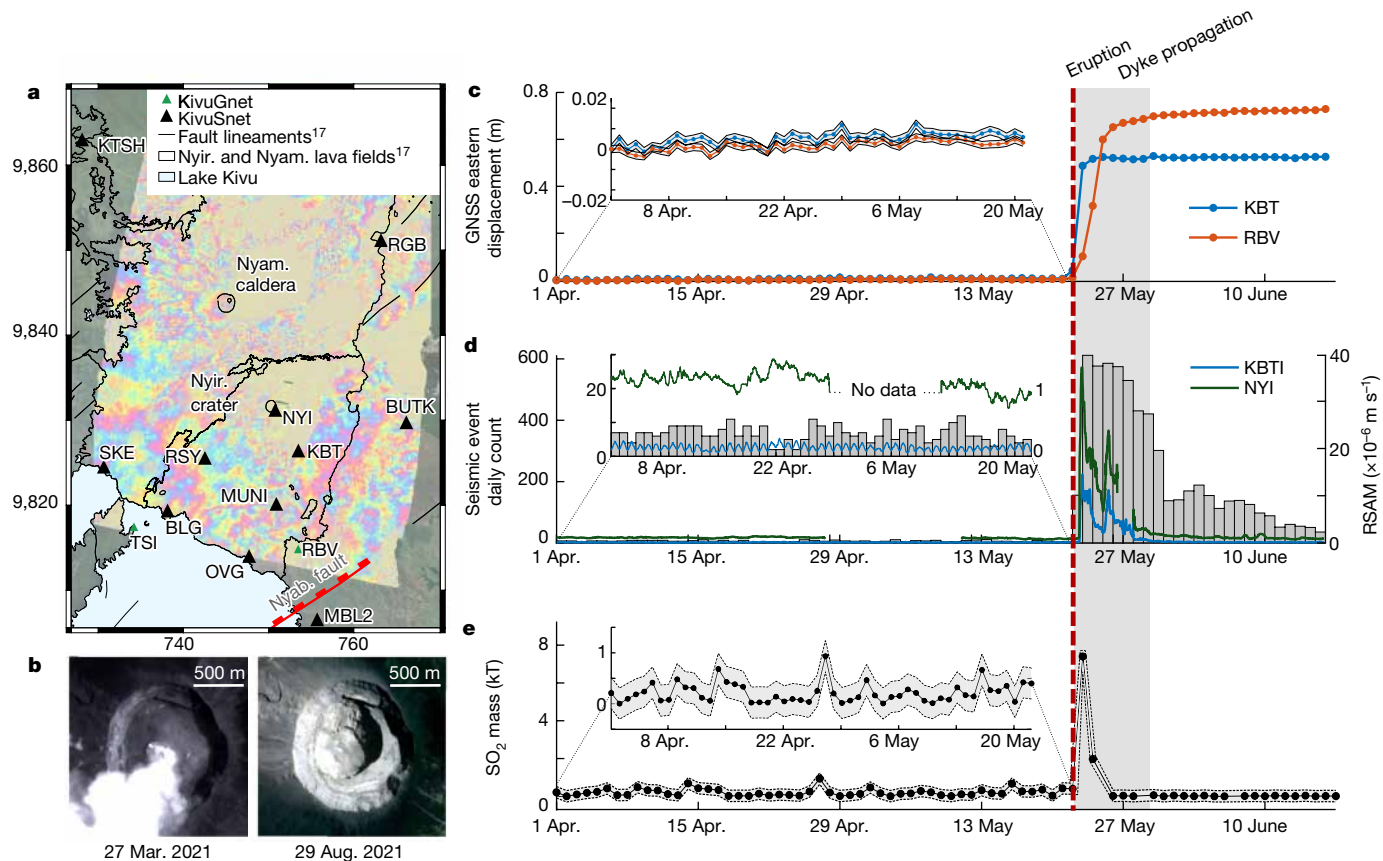 a
KivuGnet
KivuSnet
Fault lineaments17
Nyir. and Nyam. lava fields17
Lake Kivu
KTSH
9,860
RGB
Nyam.
caldera
9,840
Nyir.
crater
NYI
BUTK
SKE
RSY
KBT
MUNI
9,820
BLG
TSI
RBV
OVG
Nyab. fault
MBL2
740
760
b
500 m
500 m
27 Mar. 2021
29 Aug. 2021
Eruption
Dyke propagation
c
GNSS eastern
displacement (m)
0.8
0.4
0
0.02
0
–0.02
8 Apr.
22 Apr.
6 May
20 May
KBT
RBV
1 Apr.
15 Apr.
29 Apr.
13 May
27 May
10 June
d
Seismic event
daily count
600
400
200
0
20
0
No data
1
0
8 Apr.
22 Apr.
6 May
20 May
KBTI
NYI
40
20
0
RSAM (×10–6 m s–1)
1 Apr.
15 Apr.
29 Apr.
13 May
27 May
10 June
e
SO2 mass (kT)
8
4
0
1
0
8 Apr.
22 Apr.
6 May
20 May
1 Apr.
15 Apr.
29 Apr.
13 May
27 May
10 June